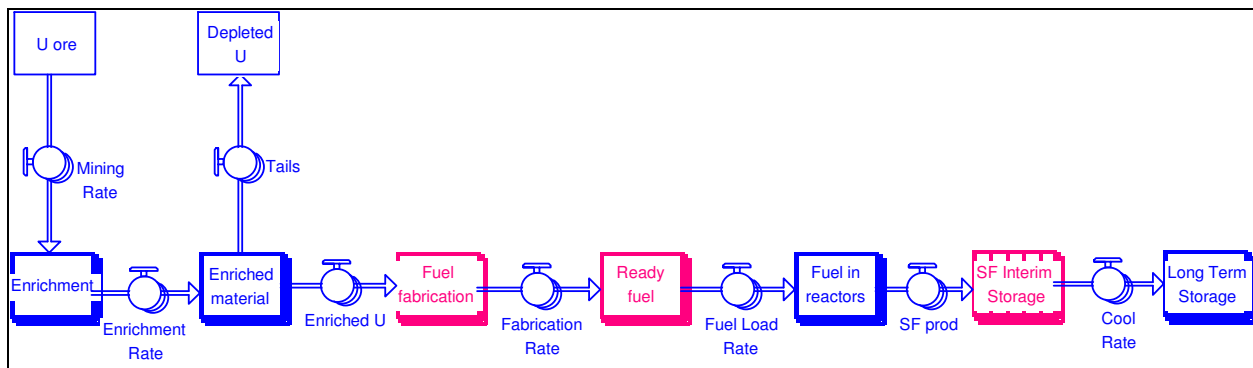 U ore
Depleted
U
Mining
Rate
Tails
Enrichment
Enriched
material
Fuel
fabrication
Ready
fuel
Fuel in
reactors
SF Interim
Storage
Long Term
Storage
Enrichment
Rate
Enriched U
Fabrication
Rate
Fuel Load
Rate
SF prod
Cool
Rate